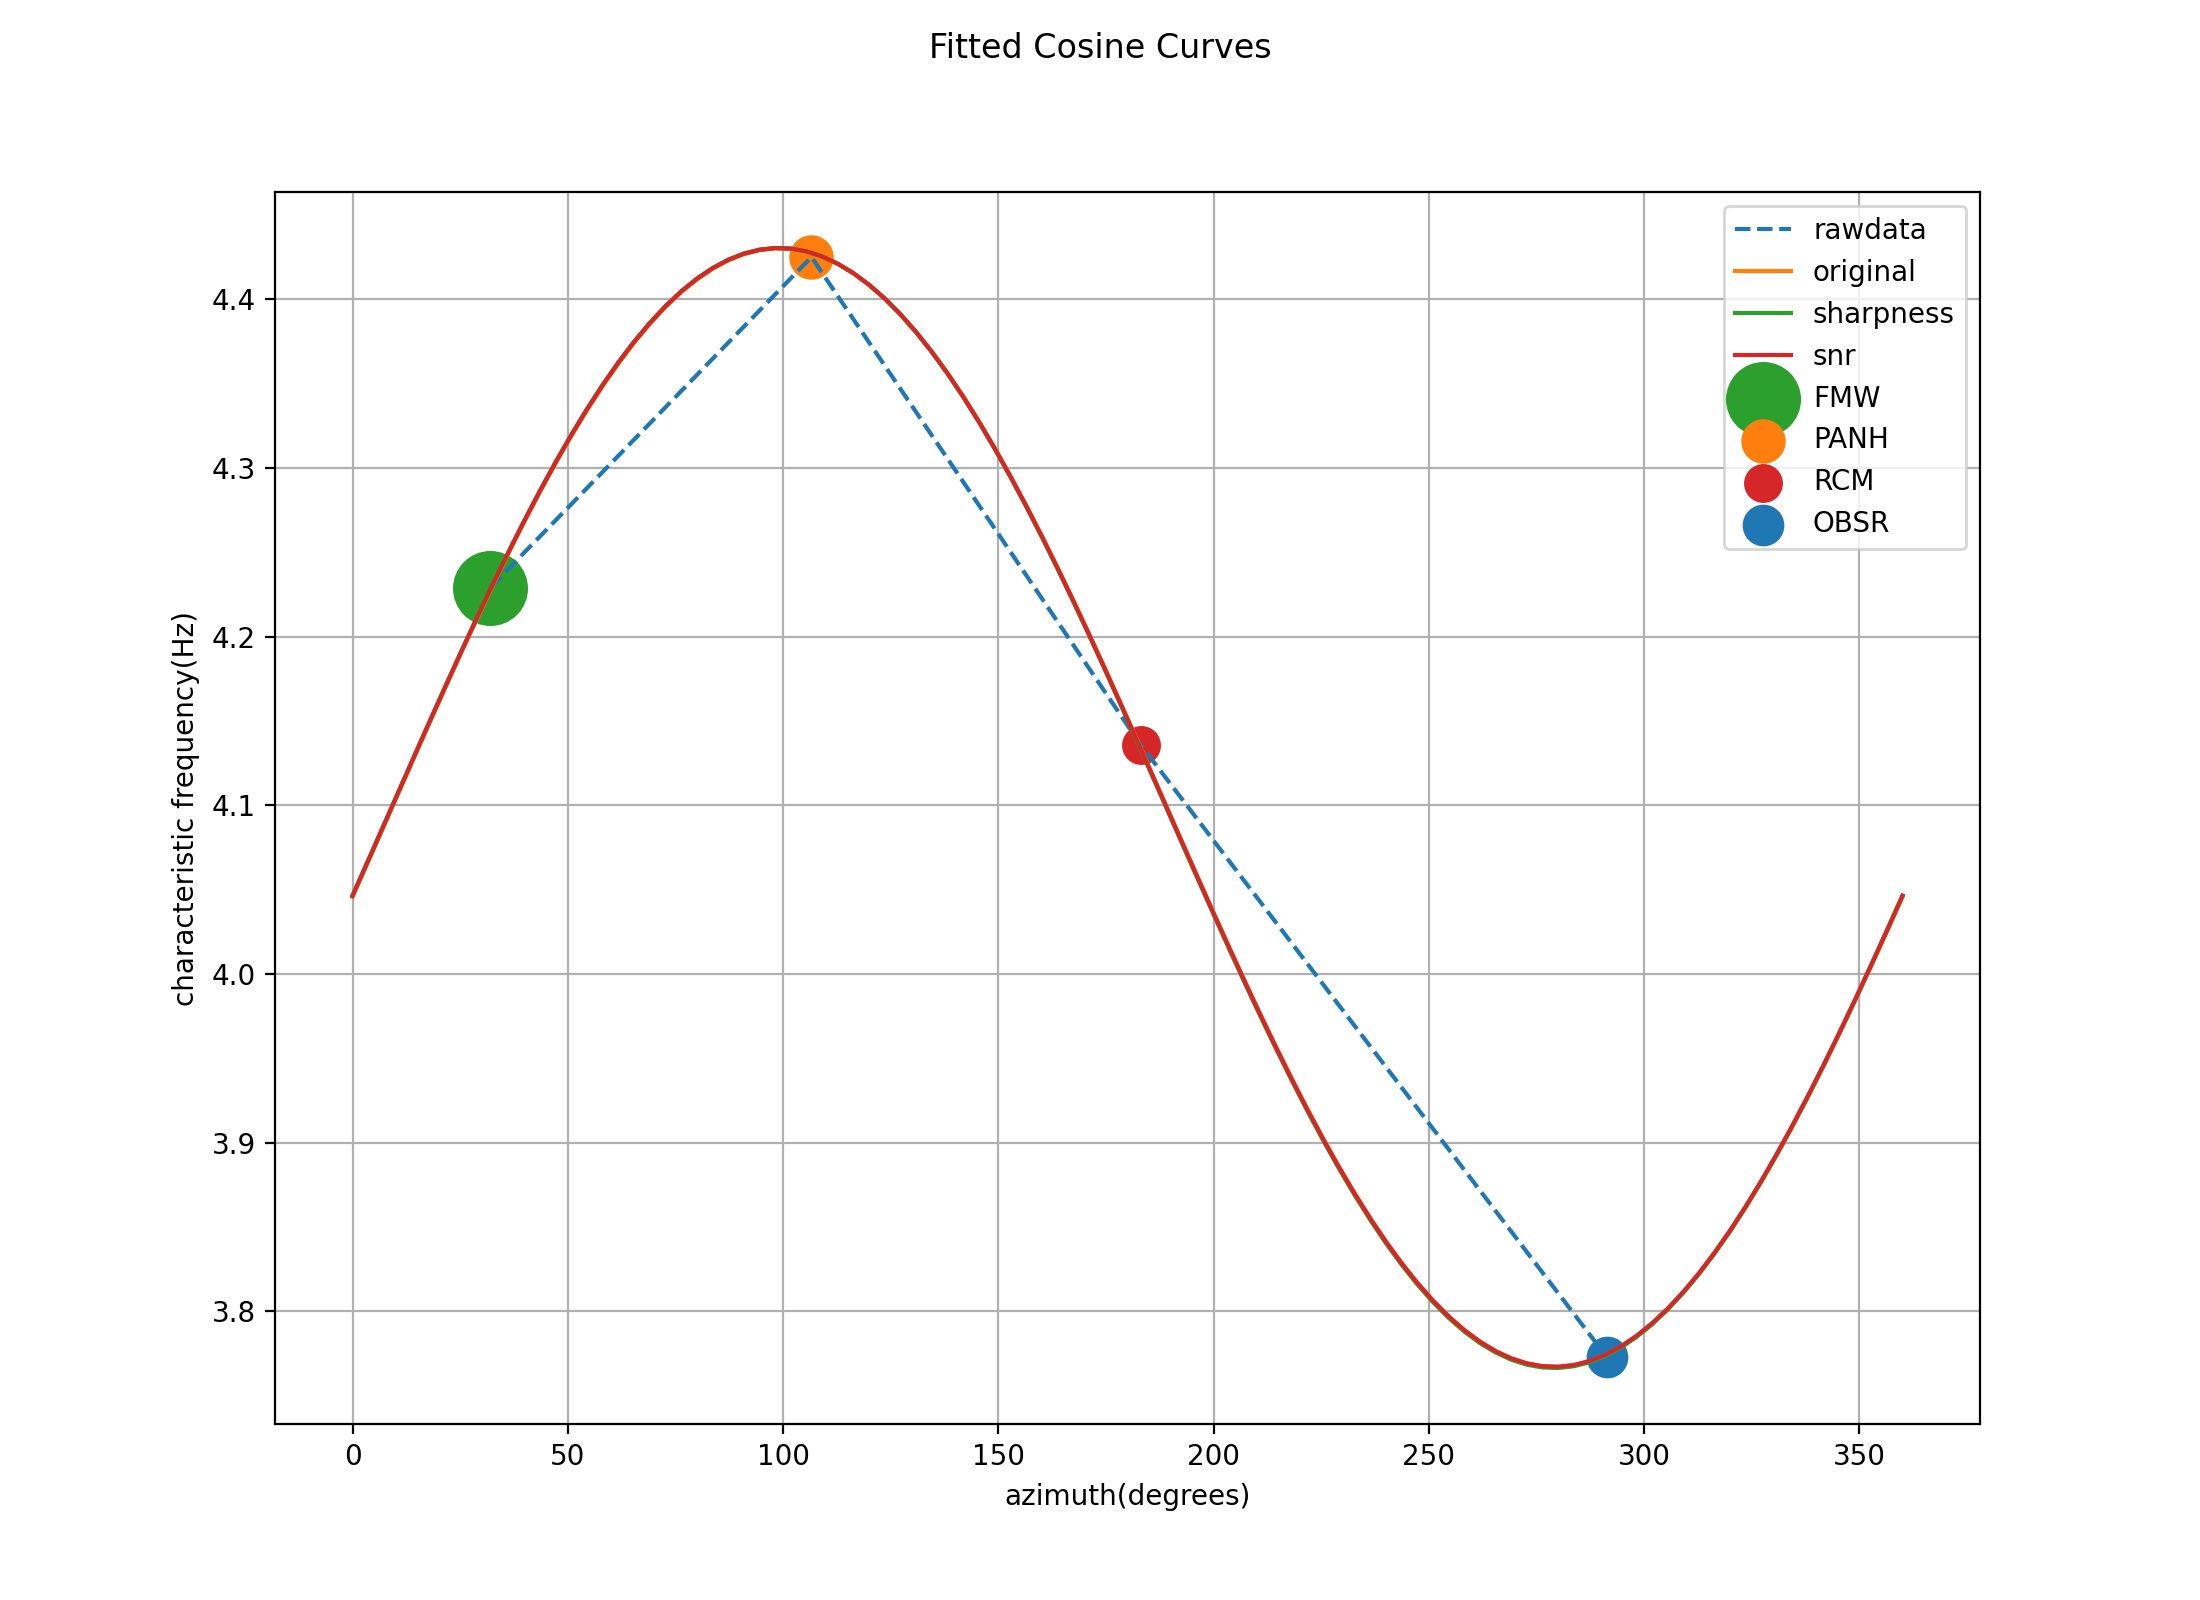 Fitted Cosine Curves
rawdata
original
sharpness
snr
FMW
PANH
RCM
OBSR
characteristic frequency(Hz)
4.4
4.3
4.2
4.1
4.0
3.9
3.8
0 50 100 150 200 250 300 350
azimuth(degrees)